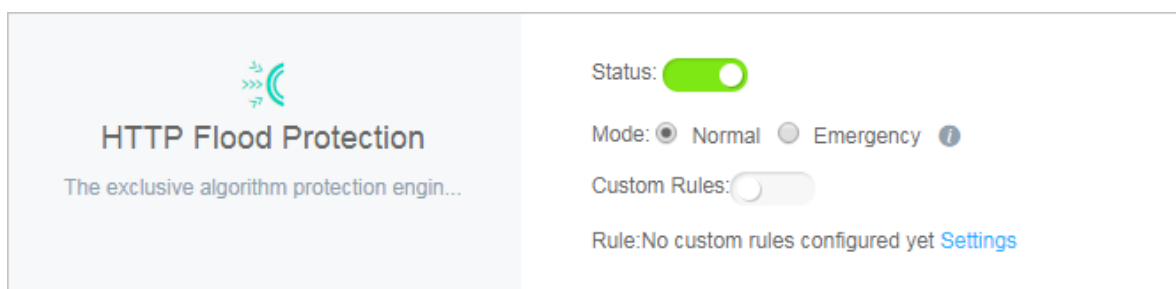 HTTP Flood Protection
The exclusive algorithm protection engin...
Status:
Mode: Normal Emergency i
Custom Rules:
Rule:No custom rules configured yet Settings